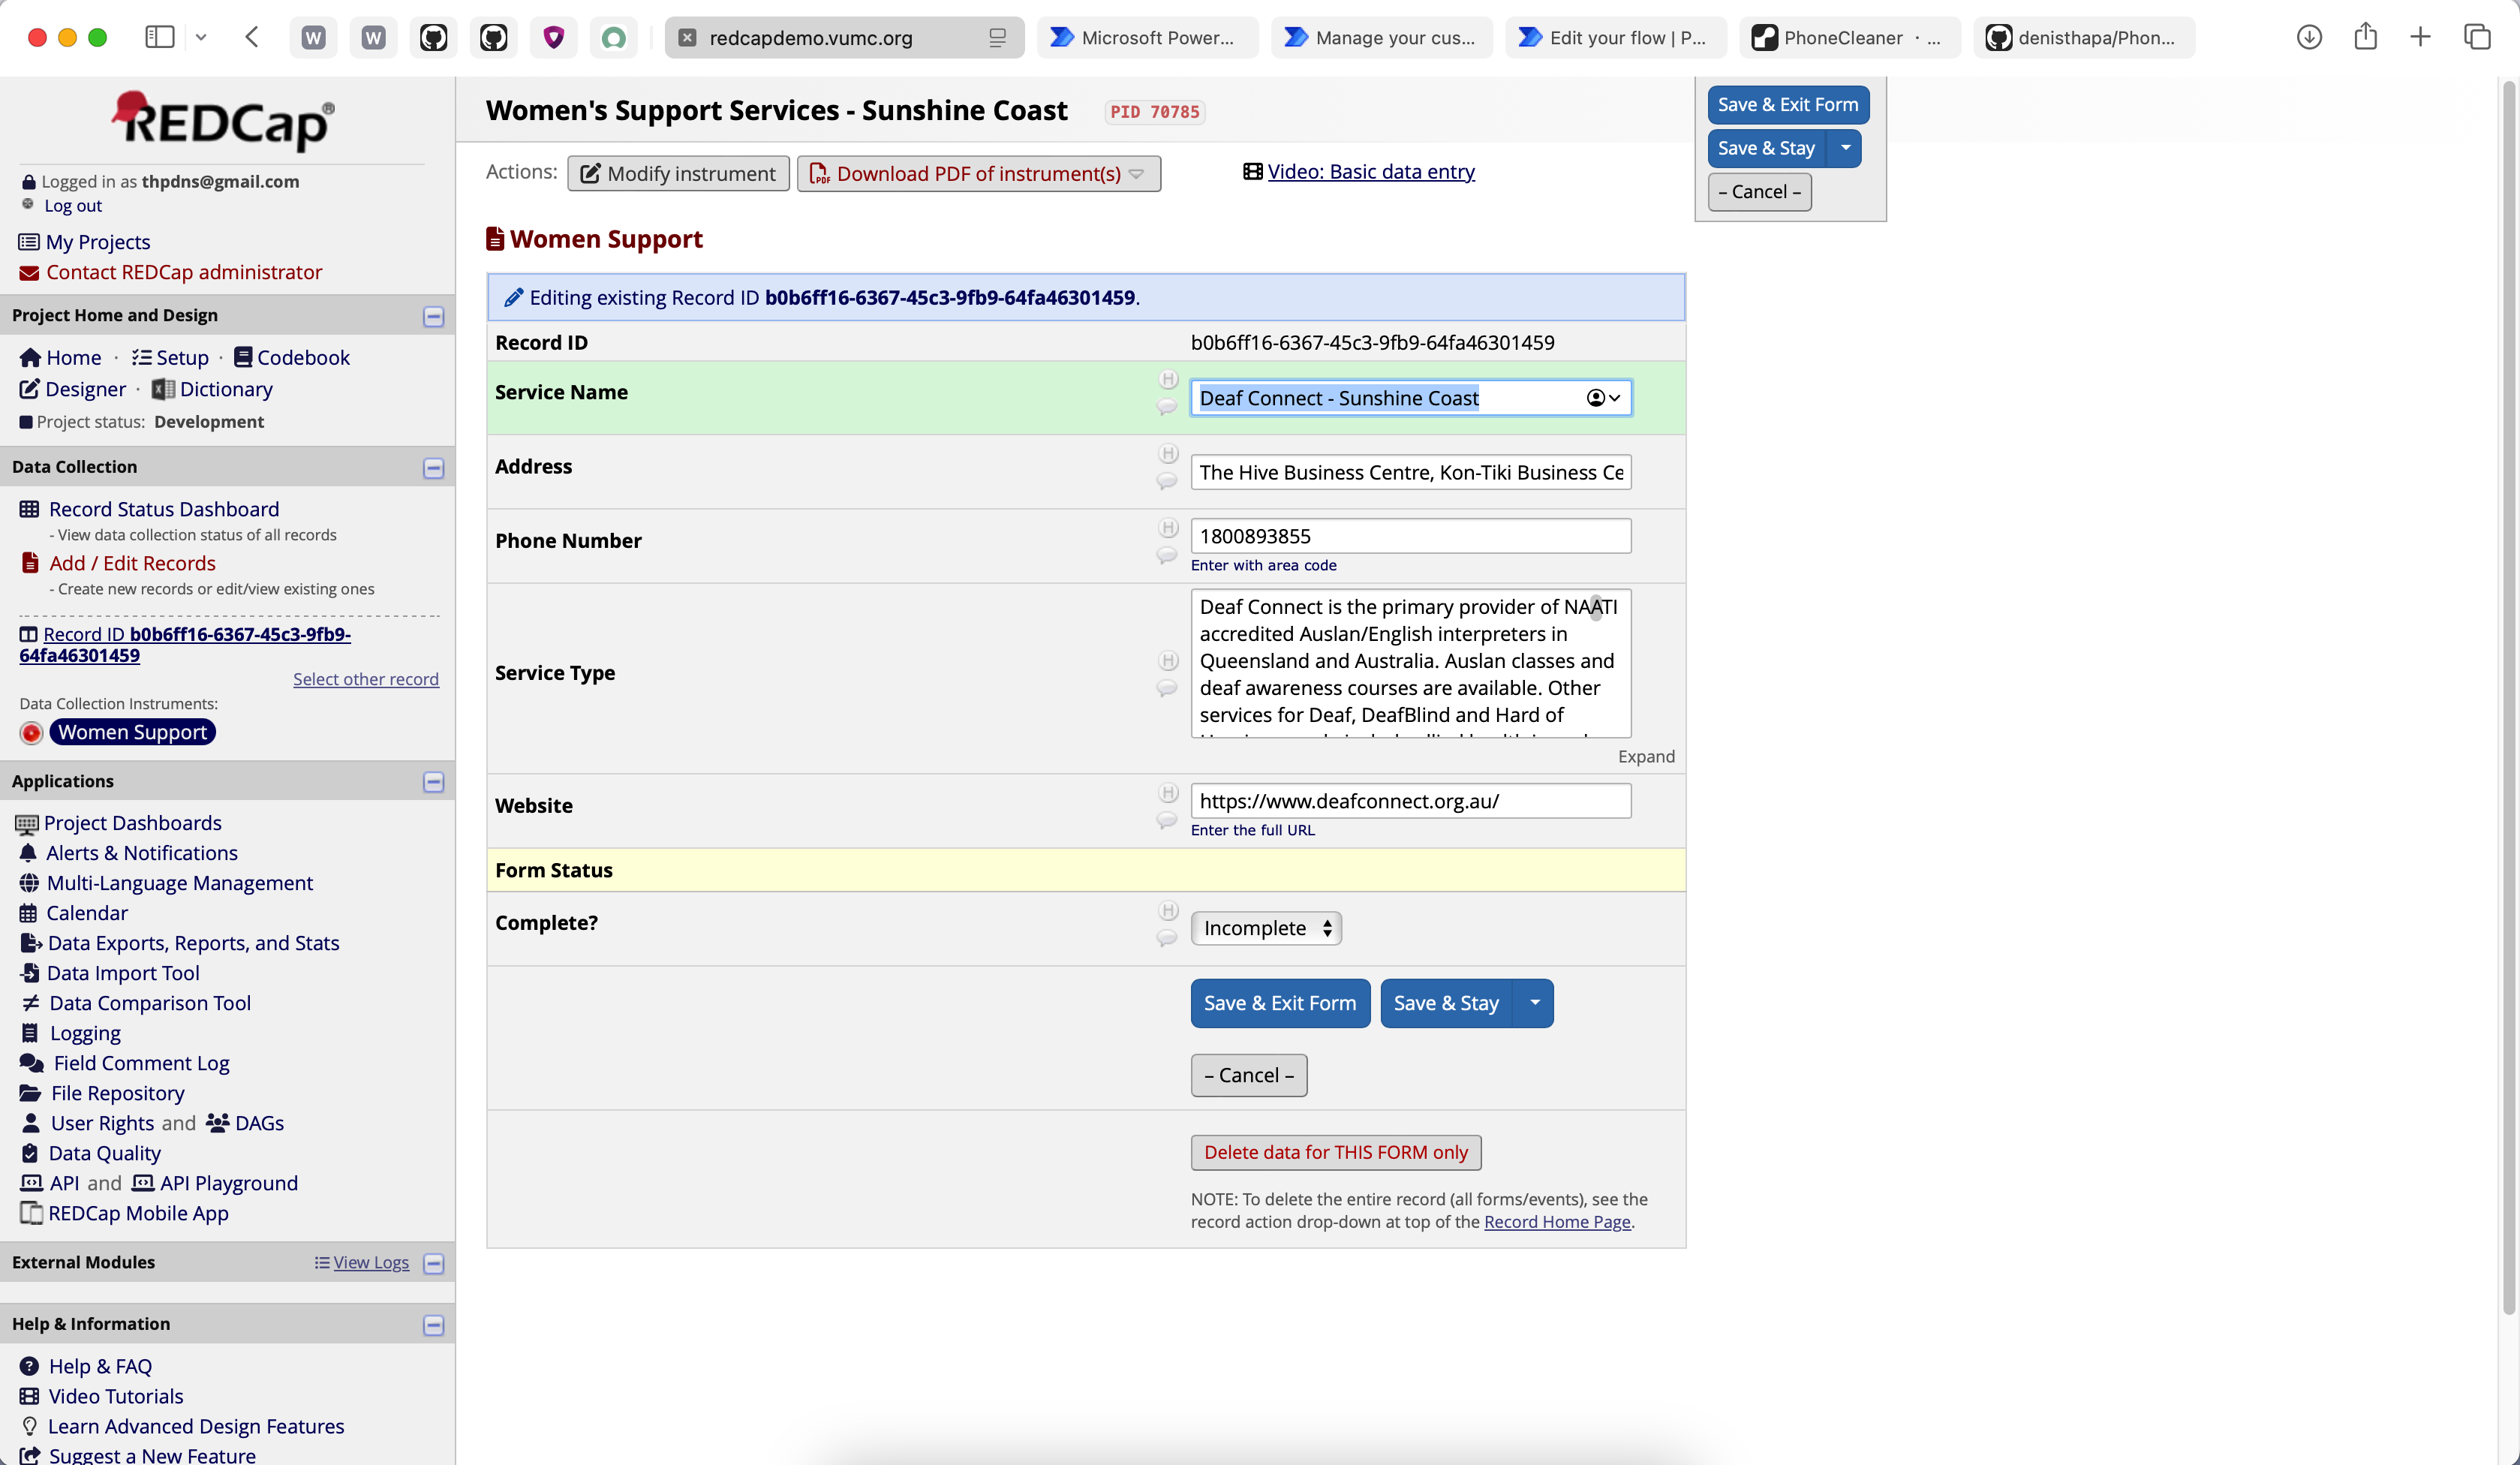 W
W
redcapdemo.vumc.org
Microsoft Power...
Manage your cus...
Edit your flow | P...
PhoneCleaner · ...
denisthapa/Phon...
REDCap®
Logged in as thpdns@gmail.com
Log out
My Projects
Contact REDCap administrator
Project Home and Design
Home · Setup · Codebook
Designer · Dictionary
Project status: Development
Data Collection
Record Status Dashboard
- View data collection status of all records
Add / Edit Records
- Create new records or edit/view existing ones
Record ID b0b6ff16-6367-45c3-9fb9-
64fa46301459
Select other record
Data Collection Instruments:
Women Support
Applications
Project Dashboards
Alerts & Notifications
Multi-Language Management
Calendar
Data Exports, Reports, and Stats
Data Import Tool
Data Comparison Tool
Logging
Field Comment Log
File Repository
User Rights and DAGs
Data Quality
API and API Playground
REDCap Mobile App
External Modules
View Logs
Help & Information
Help & FAQ
Video Tutorials
Learn Advanced Design Features
Suggest a New Feature
Women's Support Services - Sunshine Coast PID 70785
Actions: Modify instrument Download PDF of instrument(s) Video: Basic data entry
Save & Exit Form
Save & Stay
– Cancel –
Women Support
Editing existing Record ID b0b6ff16-6367-45c3-9fb9-64fa46301459.
Record ID b0b6ff16-6367-45c3-9fb9-64fa46301459
Service Name
H
Deaf Connect - Sunshine Coast
Address
H
The Hive Business Centre, Kon-Tiki Business Ce
Phone Number
H
1800893855
Enter with area code
Service Type
H
Deaf Connect is the primary provider of NAATI
accredited Auslan/English interpreters in
Queensland and Australia. Auslan classes and
deaf awareness courses are available. Other
services for Deaf, DeafBlind and Hard of
Expand
Website
H
https://www.deafconnect.org.au/
Enter the full URL
Form Status
Complete?
H
Incomplete
Save & Exit Form
Save & Stay
– Cancel –
Delete data for THIS FORM only
NOTE: To delete the entire record (all forms/events), see the
record action drop-down at top of the Record Home Page.